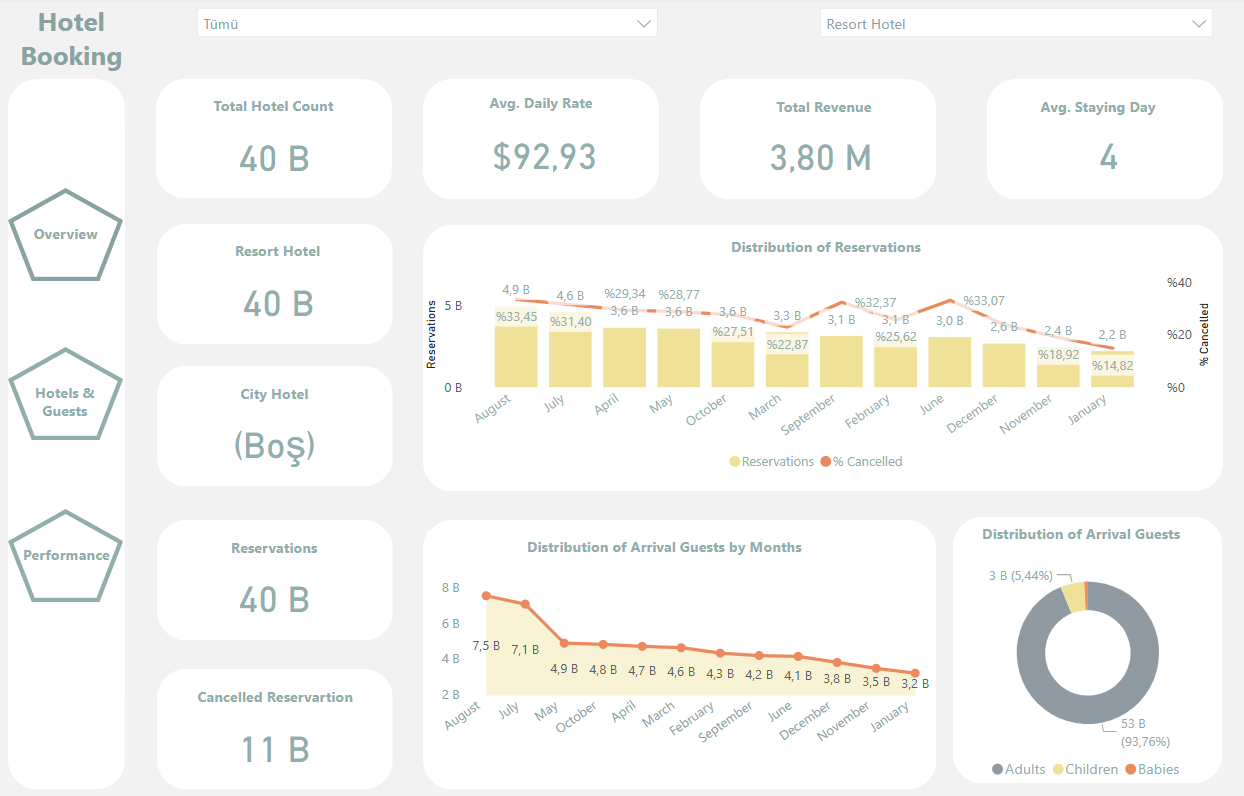 Hotel
Booking
Tümü
Resort Hotel
Total Hotel Count
40 B
Avg. Daily Rate
$92,93
Total Revenue
3,80 M
Avg. Staying Day
4
Overview
Hotels &
Guests
Performance
Resort Hotel
40 B
City Hotel
(Boş)
Reservations
40 B
Cancelled Reservartion
11 B
Distribution of Reservations
Reservations
5 B
0 B
4,9 B
4,6 B
%29,34
%28,77
3,6 B
3,6 B
3,6 B
3,3 B
3,1 B
%32,37
3,1 B
3,0 B
%33,07
2,6 B
2,4 B
2,2 B
%33,45
%31,40
%27,51
%22,87
%25,62
%18,92
%14,82
%40
%20
%0
% Cancelled
August
July
April
May
October
March
September
February
June
December
November
January
Reservations
% Cancelled
Distribution of Arrival Guests by Months
8 B
6 B
4 B
2 B
7,5 B
7,1 B
4,9 B
4,8 B
4,7 B
4,6 B
4,3 B
4,2 B
4,1 B
3,8 B
3,5 B
3,2 B
August
July
May
October
April
March
February
September
June
December
November
January
Distribution of Arrival Guests
3 B (5,44%)
53 B
(93,76%)
Adults
Children
Babies